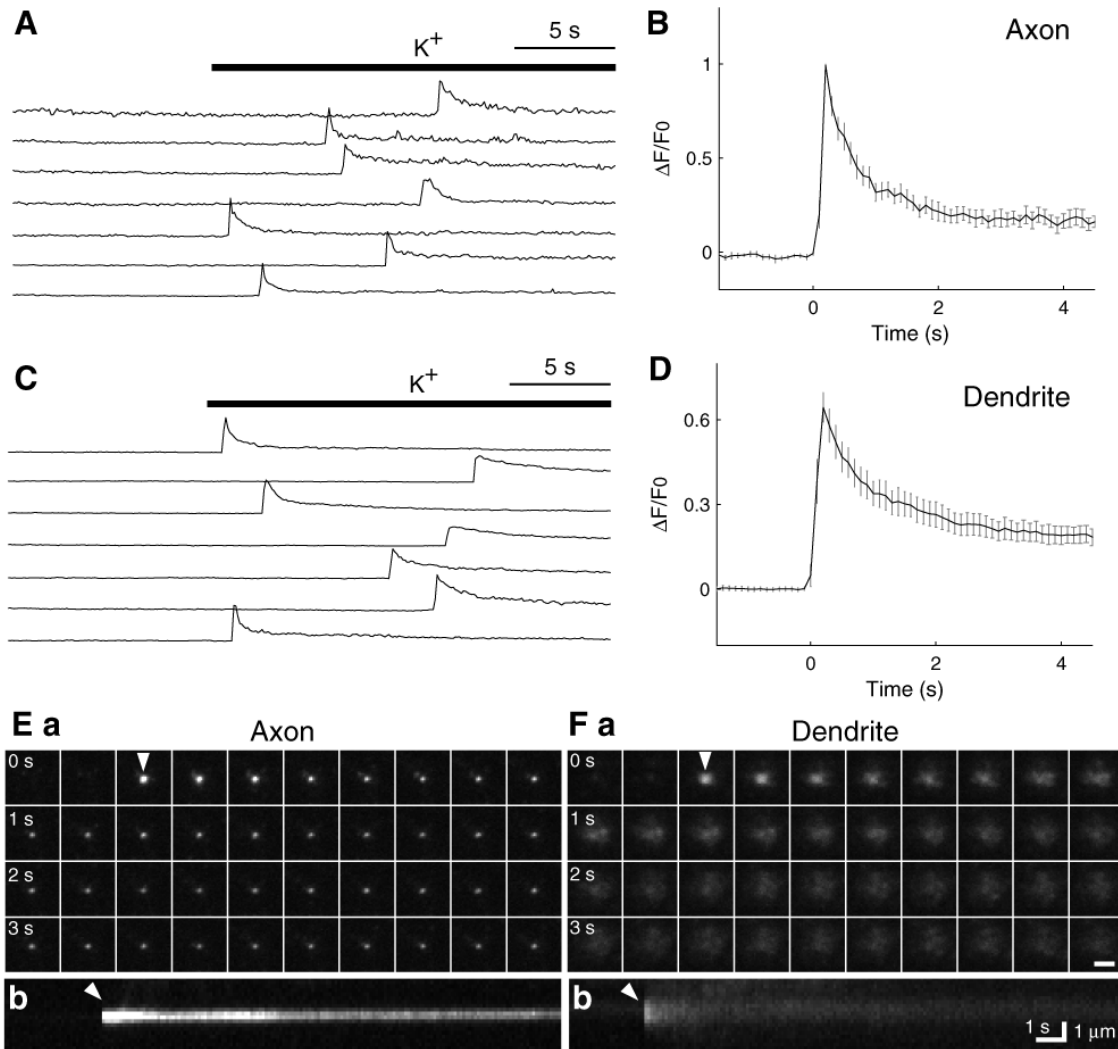 A
5 s
K+
B
Axon
1
0.5
0
ΔF/F0
0
2
4
Time (s)
C
5 s
K+
D
Dendrite
0.6
0.3
0
ΔF/F0
0
2
4
Time (s)
E a
Axon
0 s
1 s
2 s
3 s
b
F a
Dendrite
0 s
1 s
2 s
3 s
b
1 s
1 μm